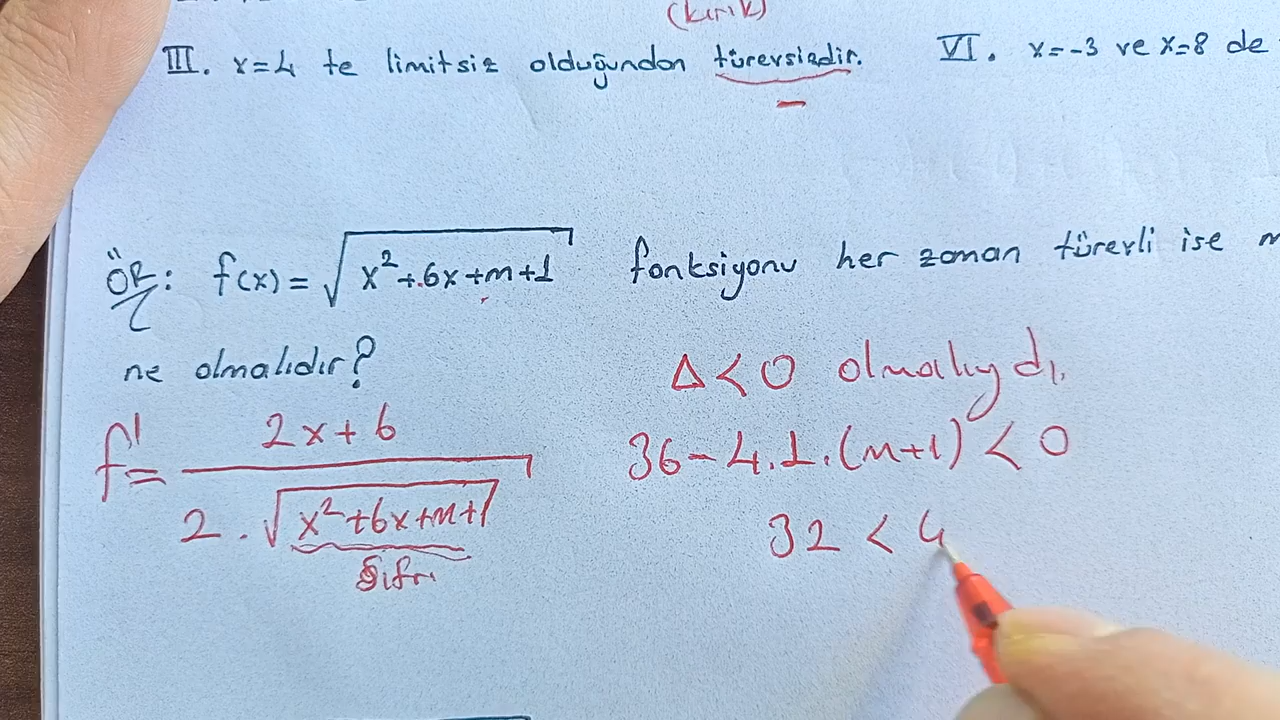 (kırık)
III. x=4 te limitsiz olduğundan türevsizdir.
VI. x=-3 ve x=8 de
ÖR: f(x) = √x²+6x+m+1 fonksiyonu her zaman türevli ise m
ne olmalıdır?
Δ < 0 olmalıydı.
f' = 2x+6
2.√x²+6x+m+1
Sıfır
36-4.1.(m+1) < 0
32 < 4